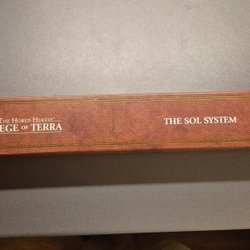 THE HORUS HERESY:
EGE OF TERRA
THE SOL SYSTEM